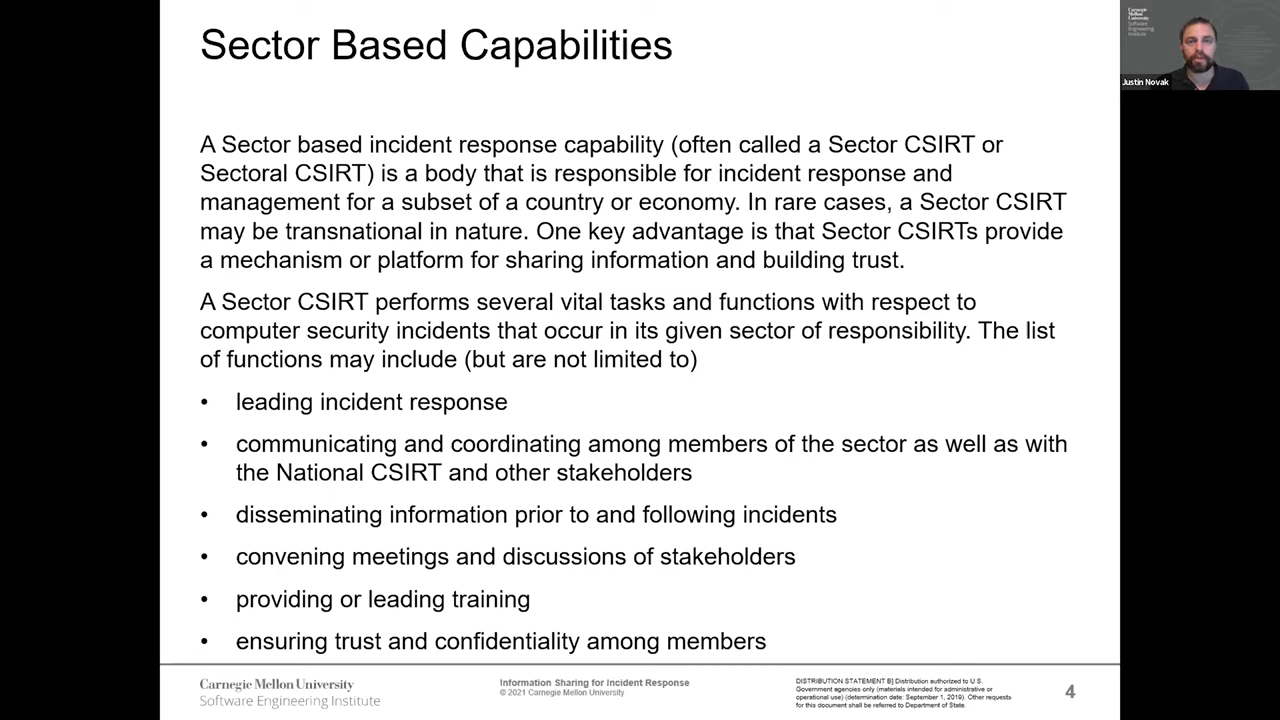 Sector Based Capabilities
Carnegie
Mellon
University
Software
Engineering
Institute
Justin Novak
A Sector based incident response capability (often called a Sector CSIRT or
Sectoral CSIRT) is a body that is responsible for incident response and
management for a subset of a country or economy. In rare cases, a Sector CSIRT
may be transnational in nature. One key advantage is that Sector CSIRTs provide
a mechanism or platform for sharing information and building trust.
A Sector CSIRT performs several vital tasks and functions with respect to
computer security incidents that occur in its given sector of responsibility. The list
of functions may include (but are not limited to)
• leading incident response
• communicating and coordinating among members of the sector as well as with
the National CSIRT and other stakeholders
• disseminating information prior to and following incidents
• convening meetings and discussions of stakeholders
• providing or leading training
• ensuring trust and confidentiality among members
Carnegie Mellon University
Software Engineering Institute
Information Sharing for Incident Response
© 2021 Carnegie Mellon University
DISTRIBUTION STATEMENT B] Distribution authorized to U.S.
Government agencies only (materials intended for administrative or
operational use) (determination date: September 1, 2019). Other requests
for this document shall be referred to Department of State.
4